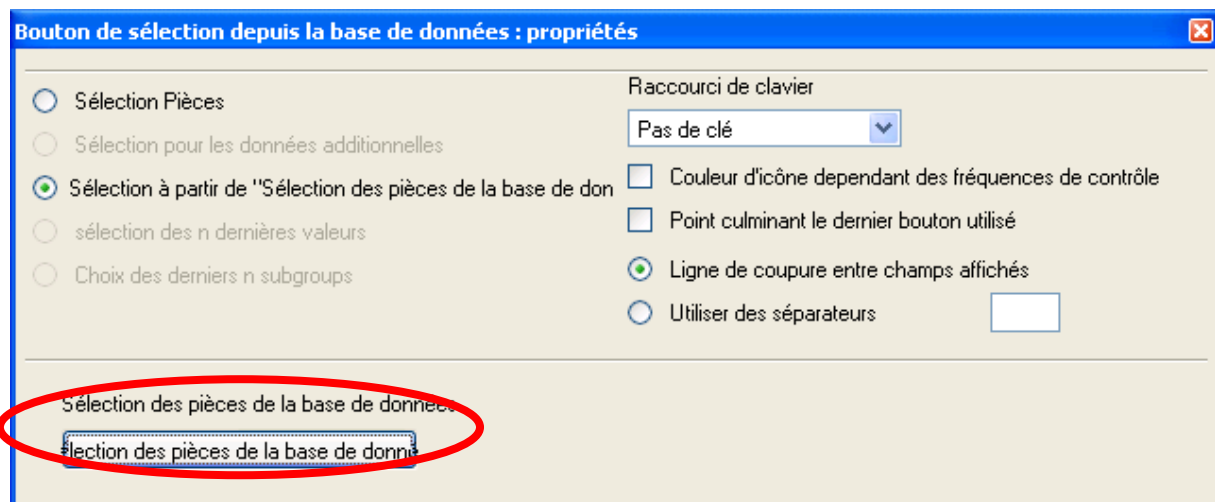 Bouton de sélection depuis la base de données : propriétés
Sélection Pièces
Sélection pour les données additionnelles
Sélection à partir de "Sélection des pièces de la base de don
sélection des n dernières valeurs
Choix des derniers n subgroups
Raccourci de clavier
Pas de clé
Couleur d'icône dependant des fréquences de contrôle
Point culminant le dernier bouton utilisé
Ligne de coupure entre champs affichés
Utiliser des séparateurs
Sélection des pièces de la base de données
lection des pièces de la base de donn